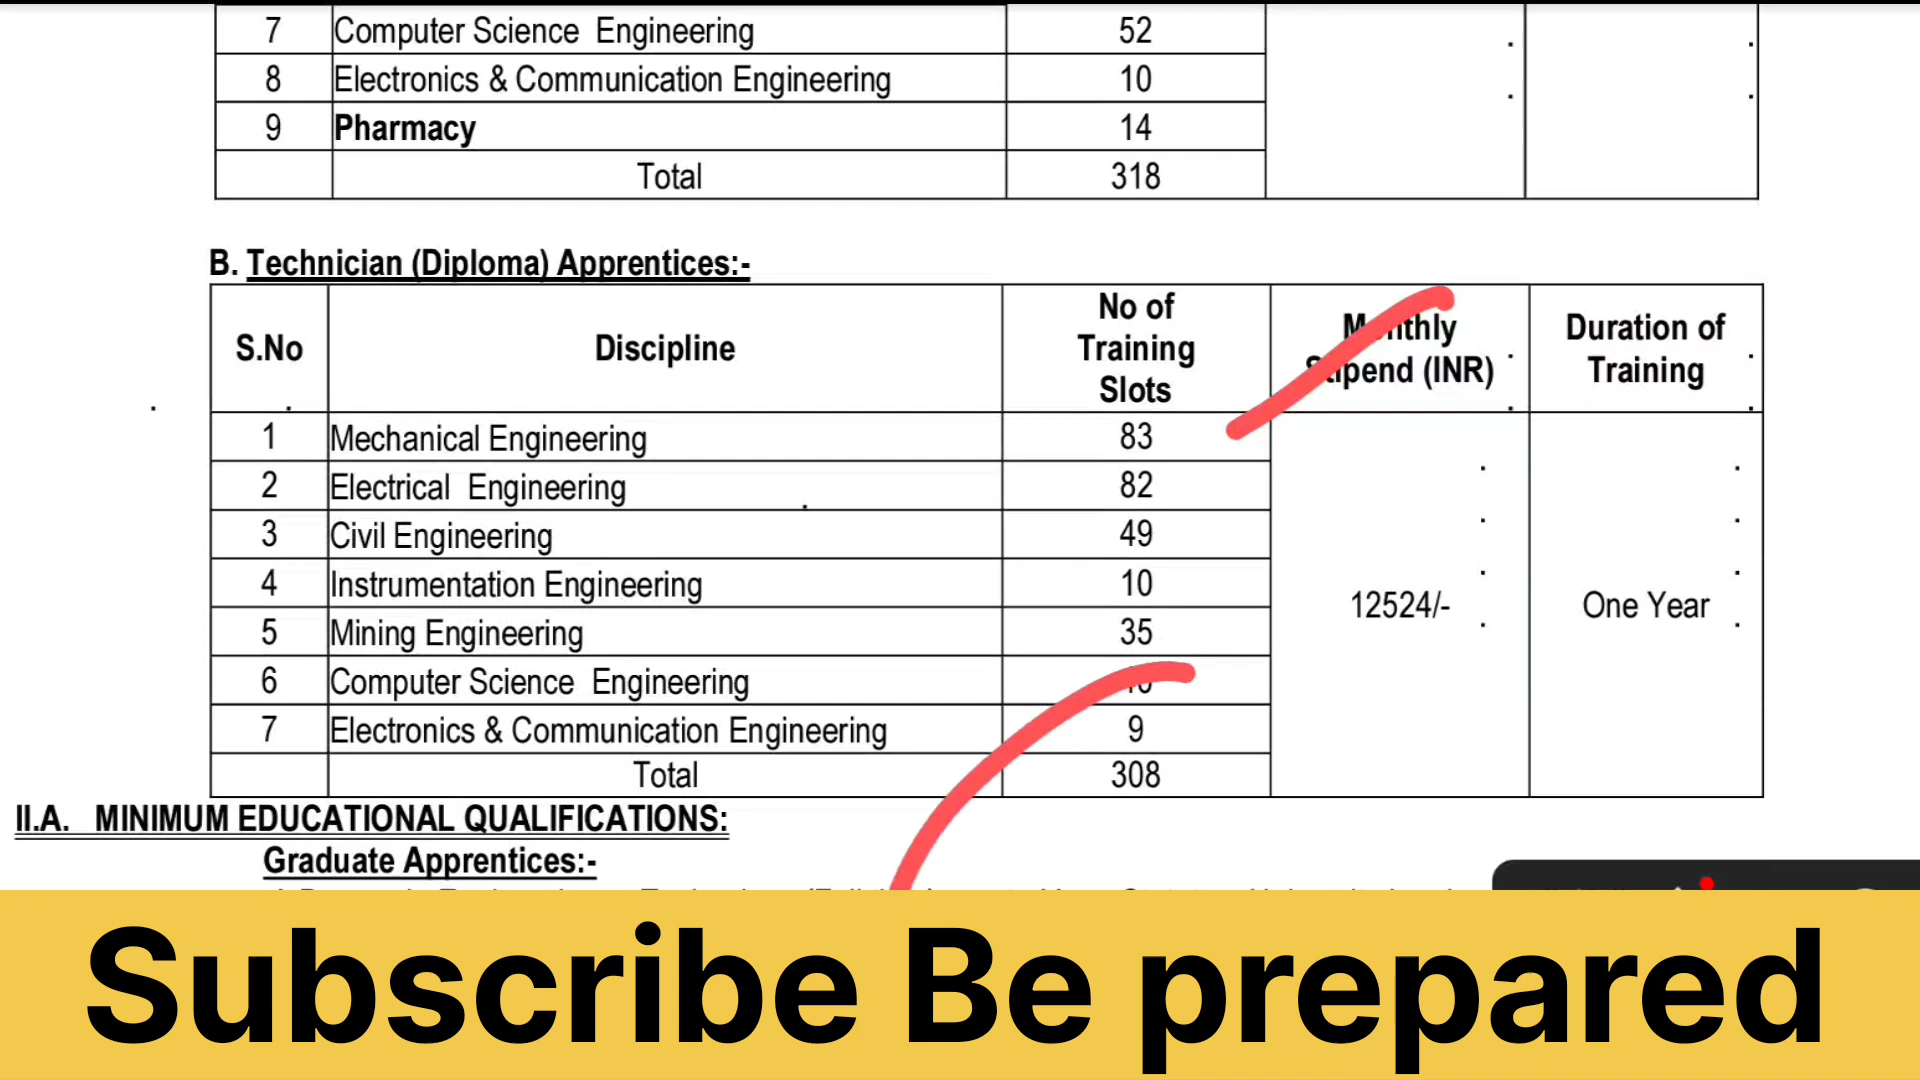 7 Computer Science Engineering 52
8 Electronics & Communication Engineering 10
9 Pharmacy 14
Total 318
B. Technician (Diploma) Apprentices:-
S.No Discipline No of Training Slots Monthly Stipend (INR) Duration of Training
1 Mechanical Engineering 83
2 Electrical Engineering 82
3 Civil Engineering 49
4 Instrumentation Engineering 10
12524/- One Year
5 Mining Engineering 35
6 Computer Science Engineering
7 Electronics & Communication Engineering 9
Total 308
II.A. MINIMUM EDUCATIONAL QUALIFICATIONS:
Graduate Apprentices:-
Subscribe Be prepared